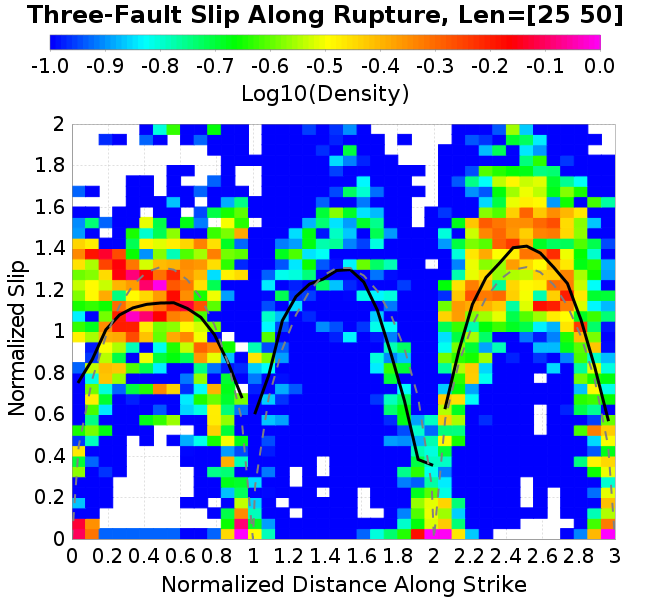 Three-Fault Slip Along Rupture, Len=[25 50]
-1.0 -0.9 -0.8 -0.7 -0.6 -0.5 -0.4 -0.3 -0.2 -0.1 0.0
Log10(Density)
2
1.8
1.6
1.4
1.2
1
0.8
0.6
0.4
0.2
0
Normalized Slip
0 0.2 0.4 0.6 0.8 1 1.2 1.4 1.6 1.8 2 2.2 2.4 2.6 2.8 3
Normalized Distance Along Strike